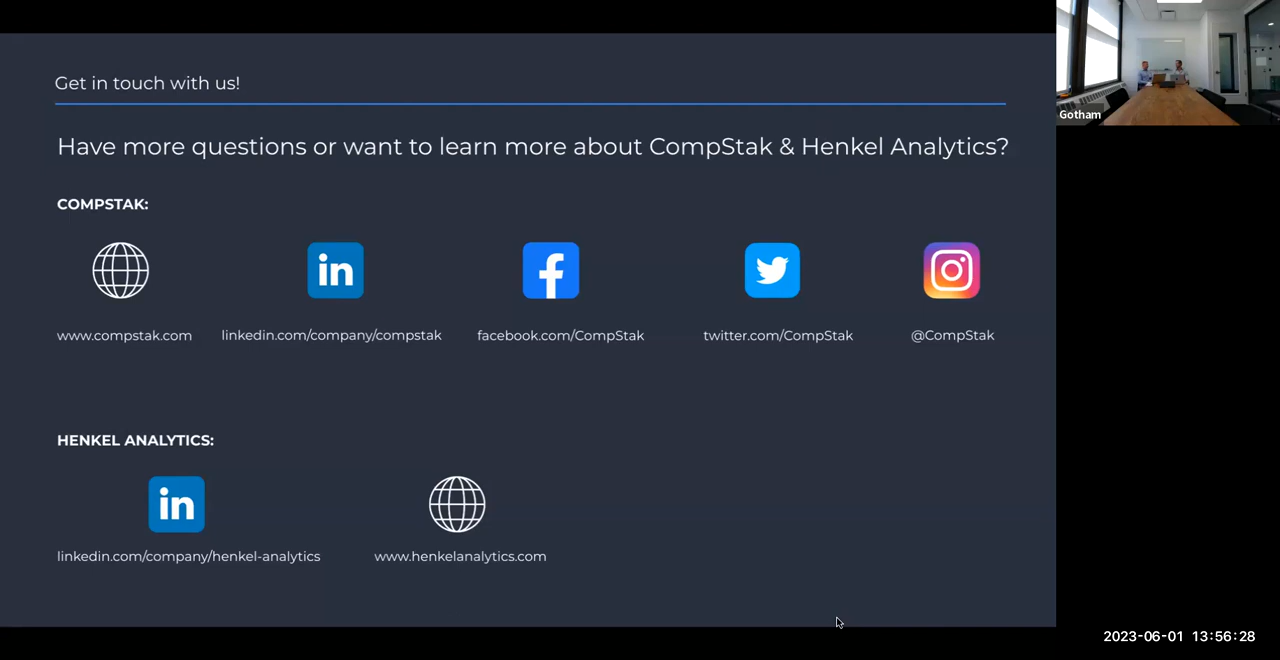 Get in touch with us!
Have more questions or want to learn more about CompStak & Henkel Analytics?
COMPSTAK:
in
www.compstak.com
linkedin.com/company/compstak
facebook.com/CompStak
twitter.com/CompStak
@CompStak
HENKEL ANALYTICS:
in
linkedin.com/company/henkel-analytics
www.henkelanalytics.com
Gotham
2023-06-01 13:56:28